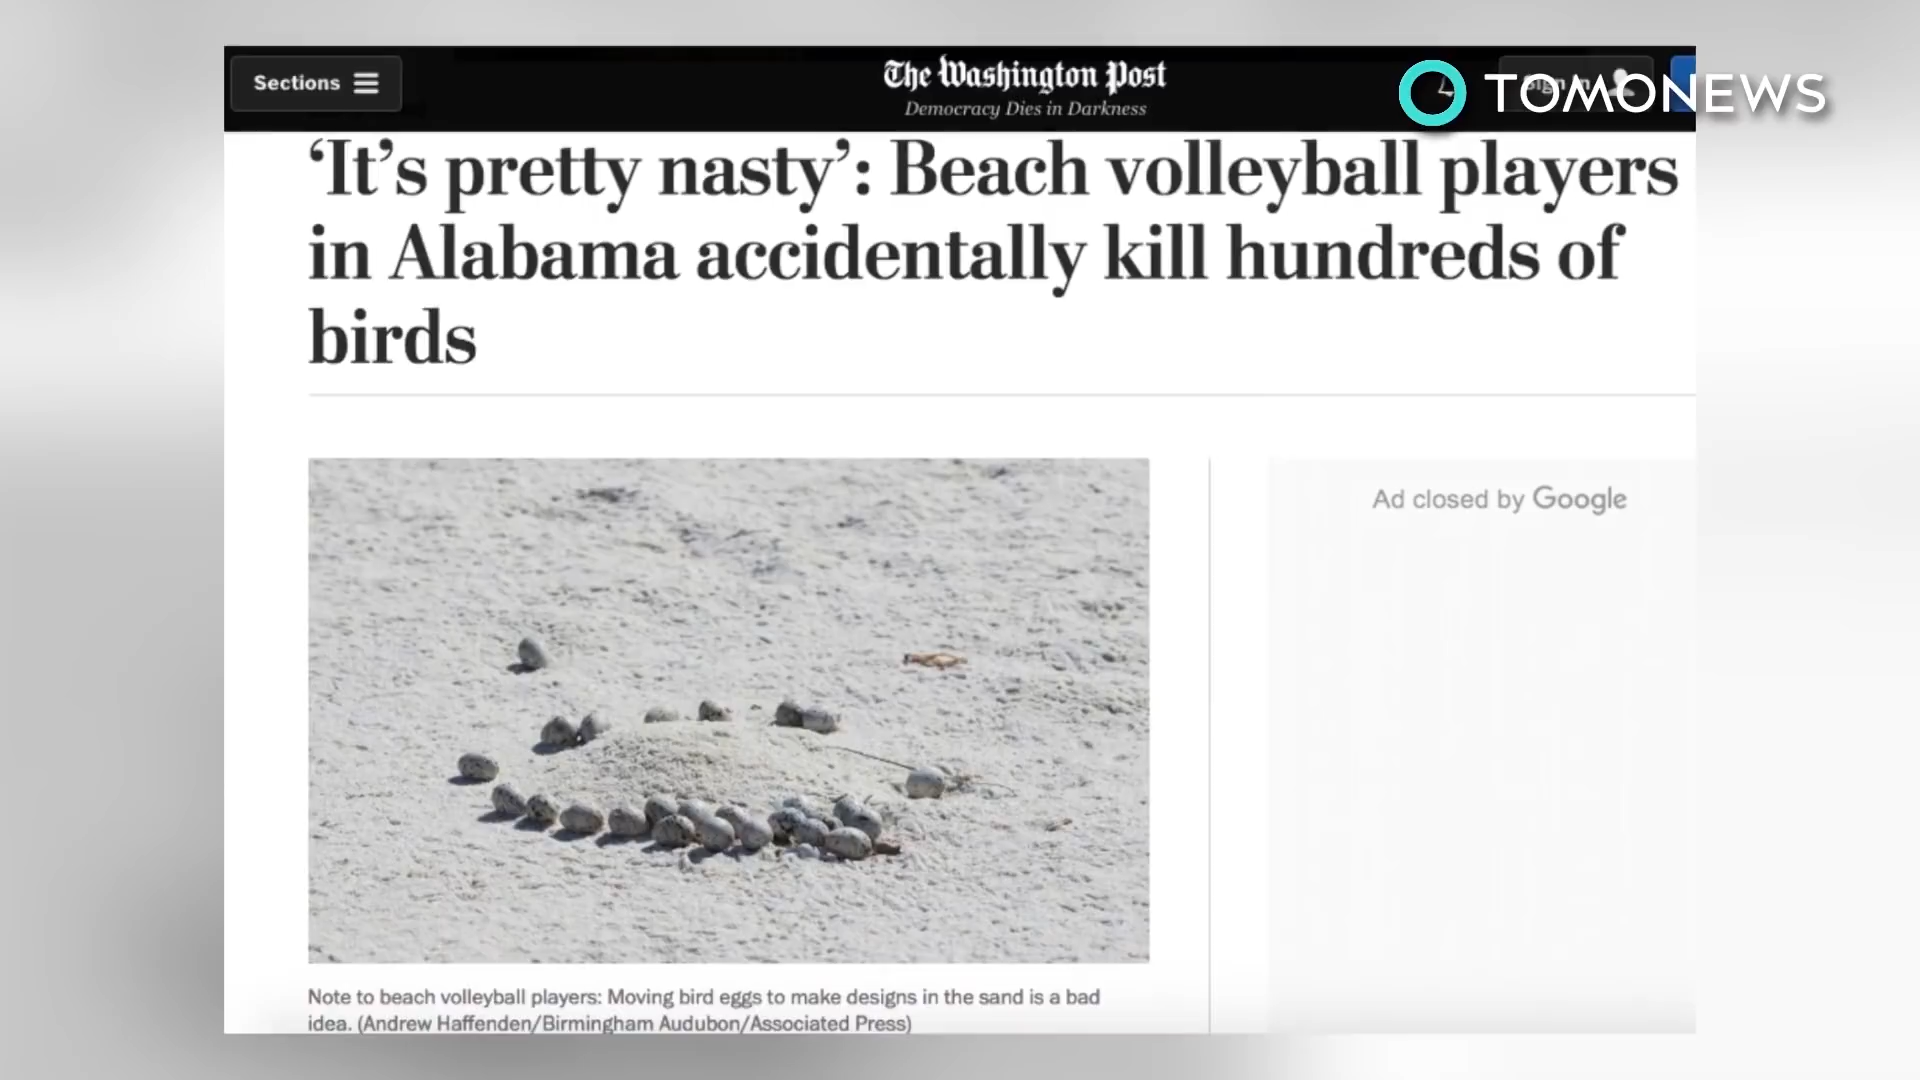 Sections
The Washington Post
Democracy Dies in Darkness
Sign In
TOMONEWS
‘It’s pretty nasty’: Beach volleyball players
in Alabama accidentally kill hundreds of
birds
Ad closed by Google
Note to beach volleyball players: Moving bird eggs to make designs in the sand is a bad
idea. (Andrew Haffenden/Birmingham Audubon/Associated Press)